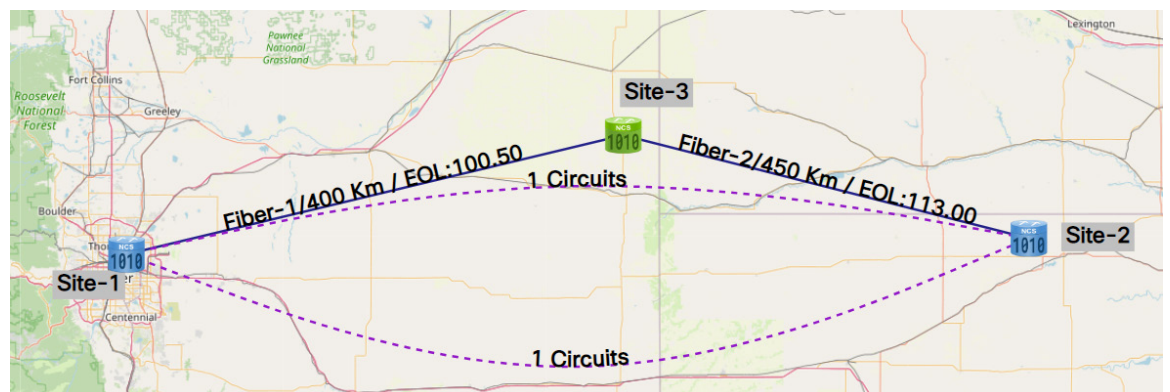 Lexington
Pawnee
National
Grassland
Fort Collins
Roosevelt
National
Forest
Greeley
Site-3
NCS
1010
Fiber-1/400 Km / EOL:100.50
Fiber-2/450 Km / EOL:113.00
1 Circuits
Boulder
Tho
NCS
1010
Site-1
er
Centennial
NCS
1010
Site-2
1 Circuits